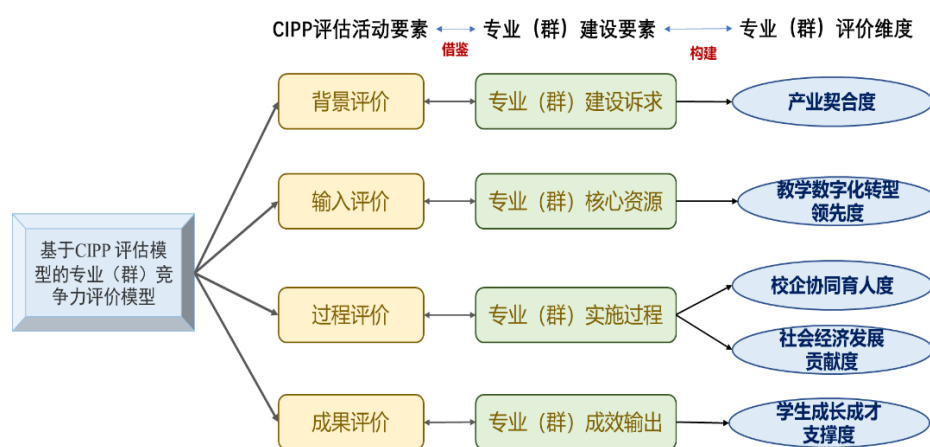 CIPP评估活动要素
借鉴
专业（群）建设要素
构建
专业（群）评价维度
背景评价
专业（群）建设诉求
产业契合度
输入评价
专业（群）核心资源
教学数字化转型
领先度
基于CIPP 评估模
型的专业（群）竞
争力评价模型
过程评价
专业（群）实施过程
校企协同育人度
社会经济发展
贡献度
成果评价
专业（群）成效输出
学生成长成才
支撑度